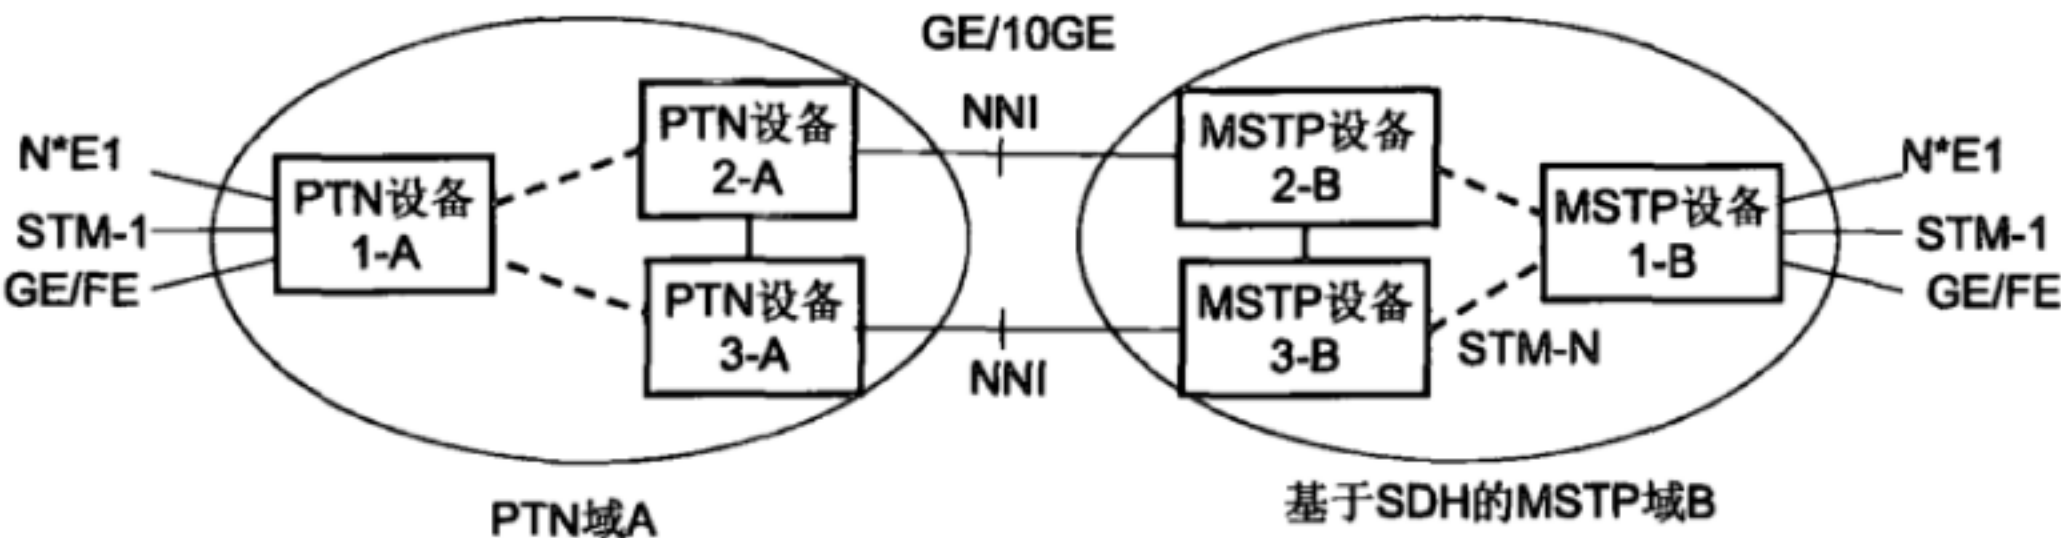 GE/10GE
N*E1
STM-1
GE/FE
PTN设备
1-A
PTN设备
2-A
PTN设备
3-A
NNI
NNI
MSTP设备
2-B
MSTP设备
3-B
STM-N
MSTP设备
1-B
N*E1
STM-1
GE/FE
PTN域A
基于SDH的MSTP域B